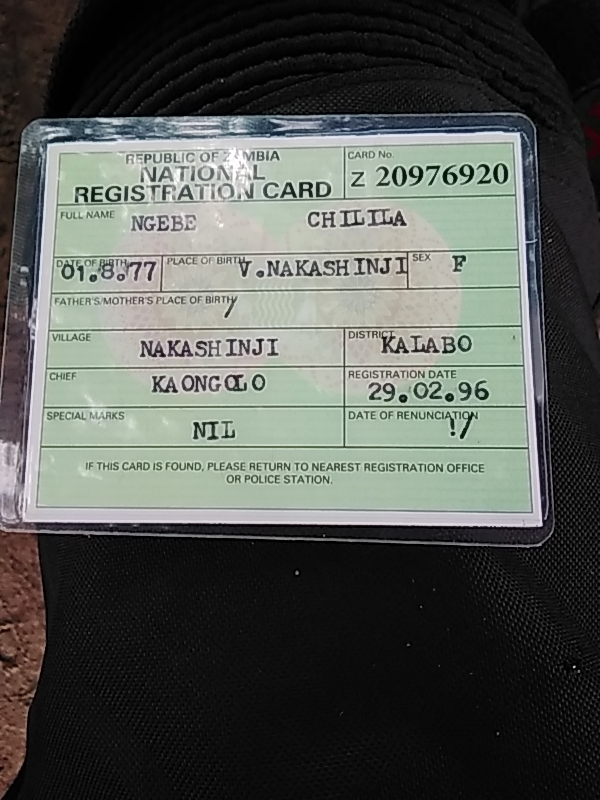 REPUBLIC OF ZAMBIA
NATIONAL
REGISTRATION CARD
CARD No.
Z 20976920
FULL NAME NGEBE CHILILA
DATE OF BIRTH 01.8.77 PLACE OF BIRTH V.NAKASHINJI SEX F
FATHER'S/MOTHER'S PLACE OF BIRTH /
VILLAGE NAKASHINJI DISTRICT KALABO
CHIEF KAONGOLO REGISTRATION DATE 29.02.96
SPECIAL MARKS NIL DATE OF RENUNCIATION !/
IF THIS CARD IS FOUND, PLEASE RETURN TO NEAREST REGISTRATION OFFICE
OR POLICE STATION.